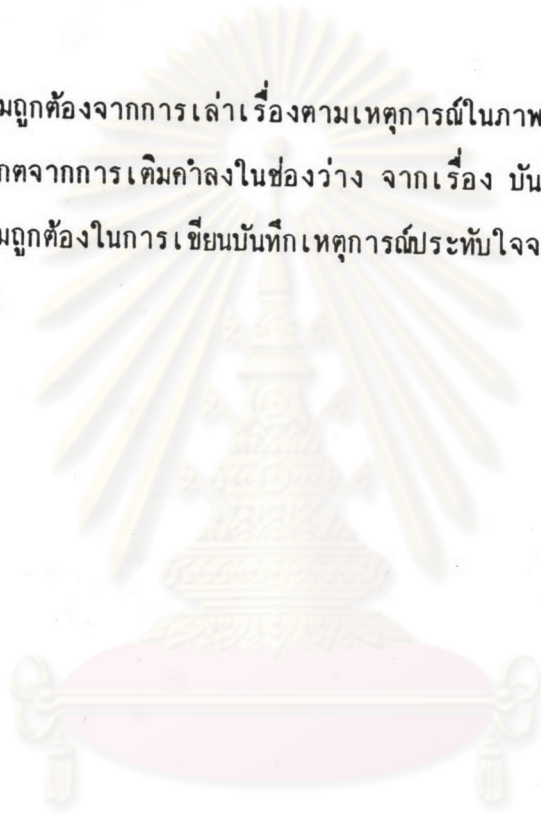 มถูกต้องจากการเล่าเรื่องตามเหตุการณ์ในภาพ
กตจากการเติมคำลงในช่องว่าง จากเรื่อง บัน
มถูกต้องในการเขียนบันทึกเหตุการณ์ประทับใจจ